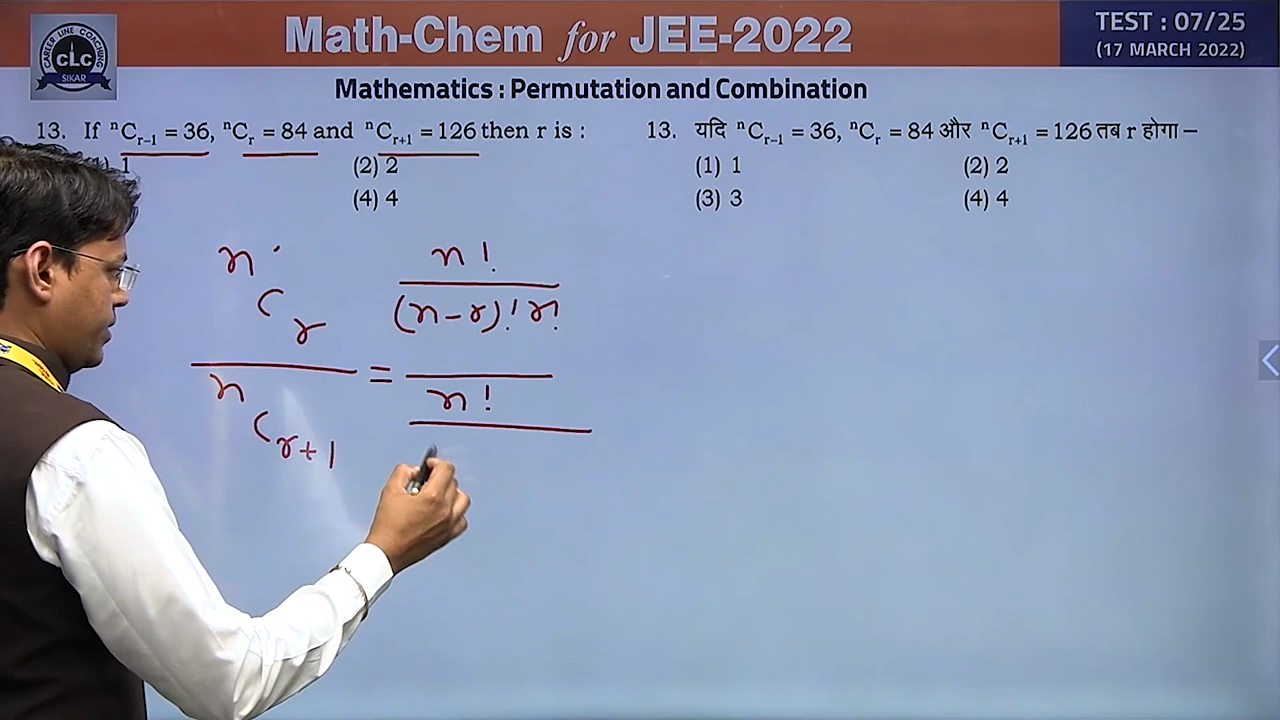 Math-Chem for JEE-2022
TEST : 07/25
(17 MARCH 2022)
CAREER LINE COACHING
CLC
SIKAR
Mathematics : Permutation and Combination
13. If ⁿCᵣ₋₁ = 36, ⁿCᵣ = 84 and ⁿCᵣ₊₁ = 126 then r is :
1
(2) 2
(4) 4
13. यदि ⁿCᵣ₋₁ = 36, ⁿCᵣ = 84 और ⁿCᵣ₊₁ = 126 तब r होगा –
(1) 1
(2) 2
(3) 3
(4) 4
n n!
C
r (n-r)! r!
=
n n!
C
r+1